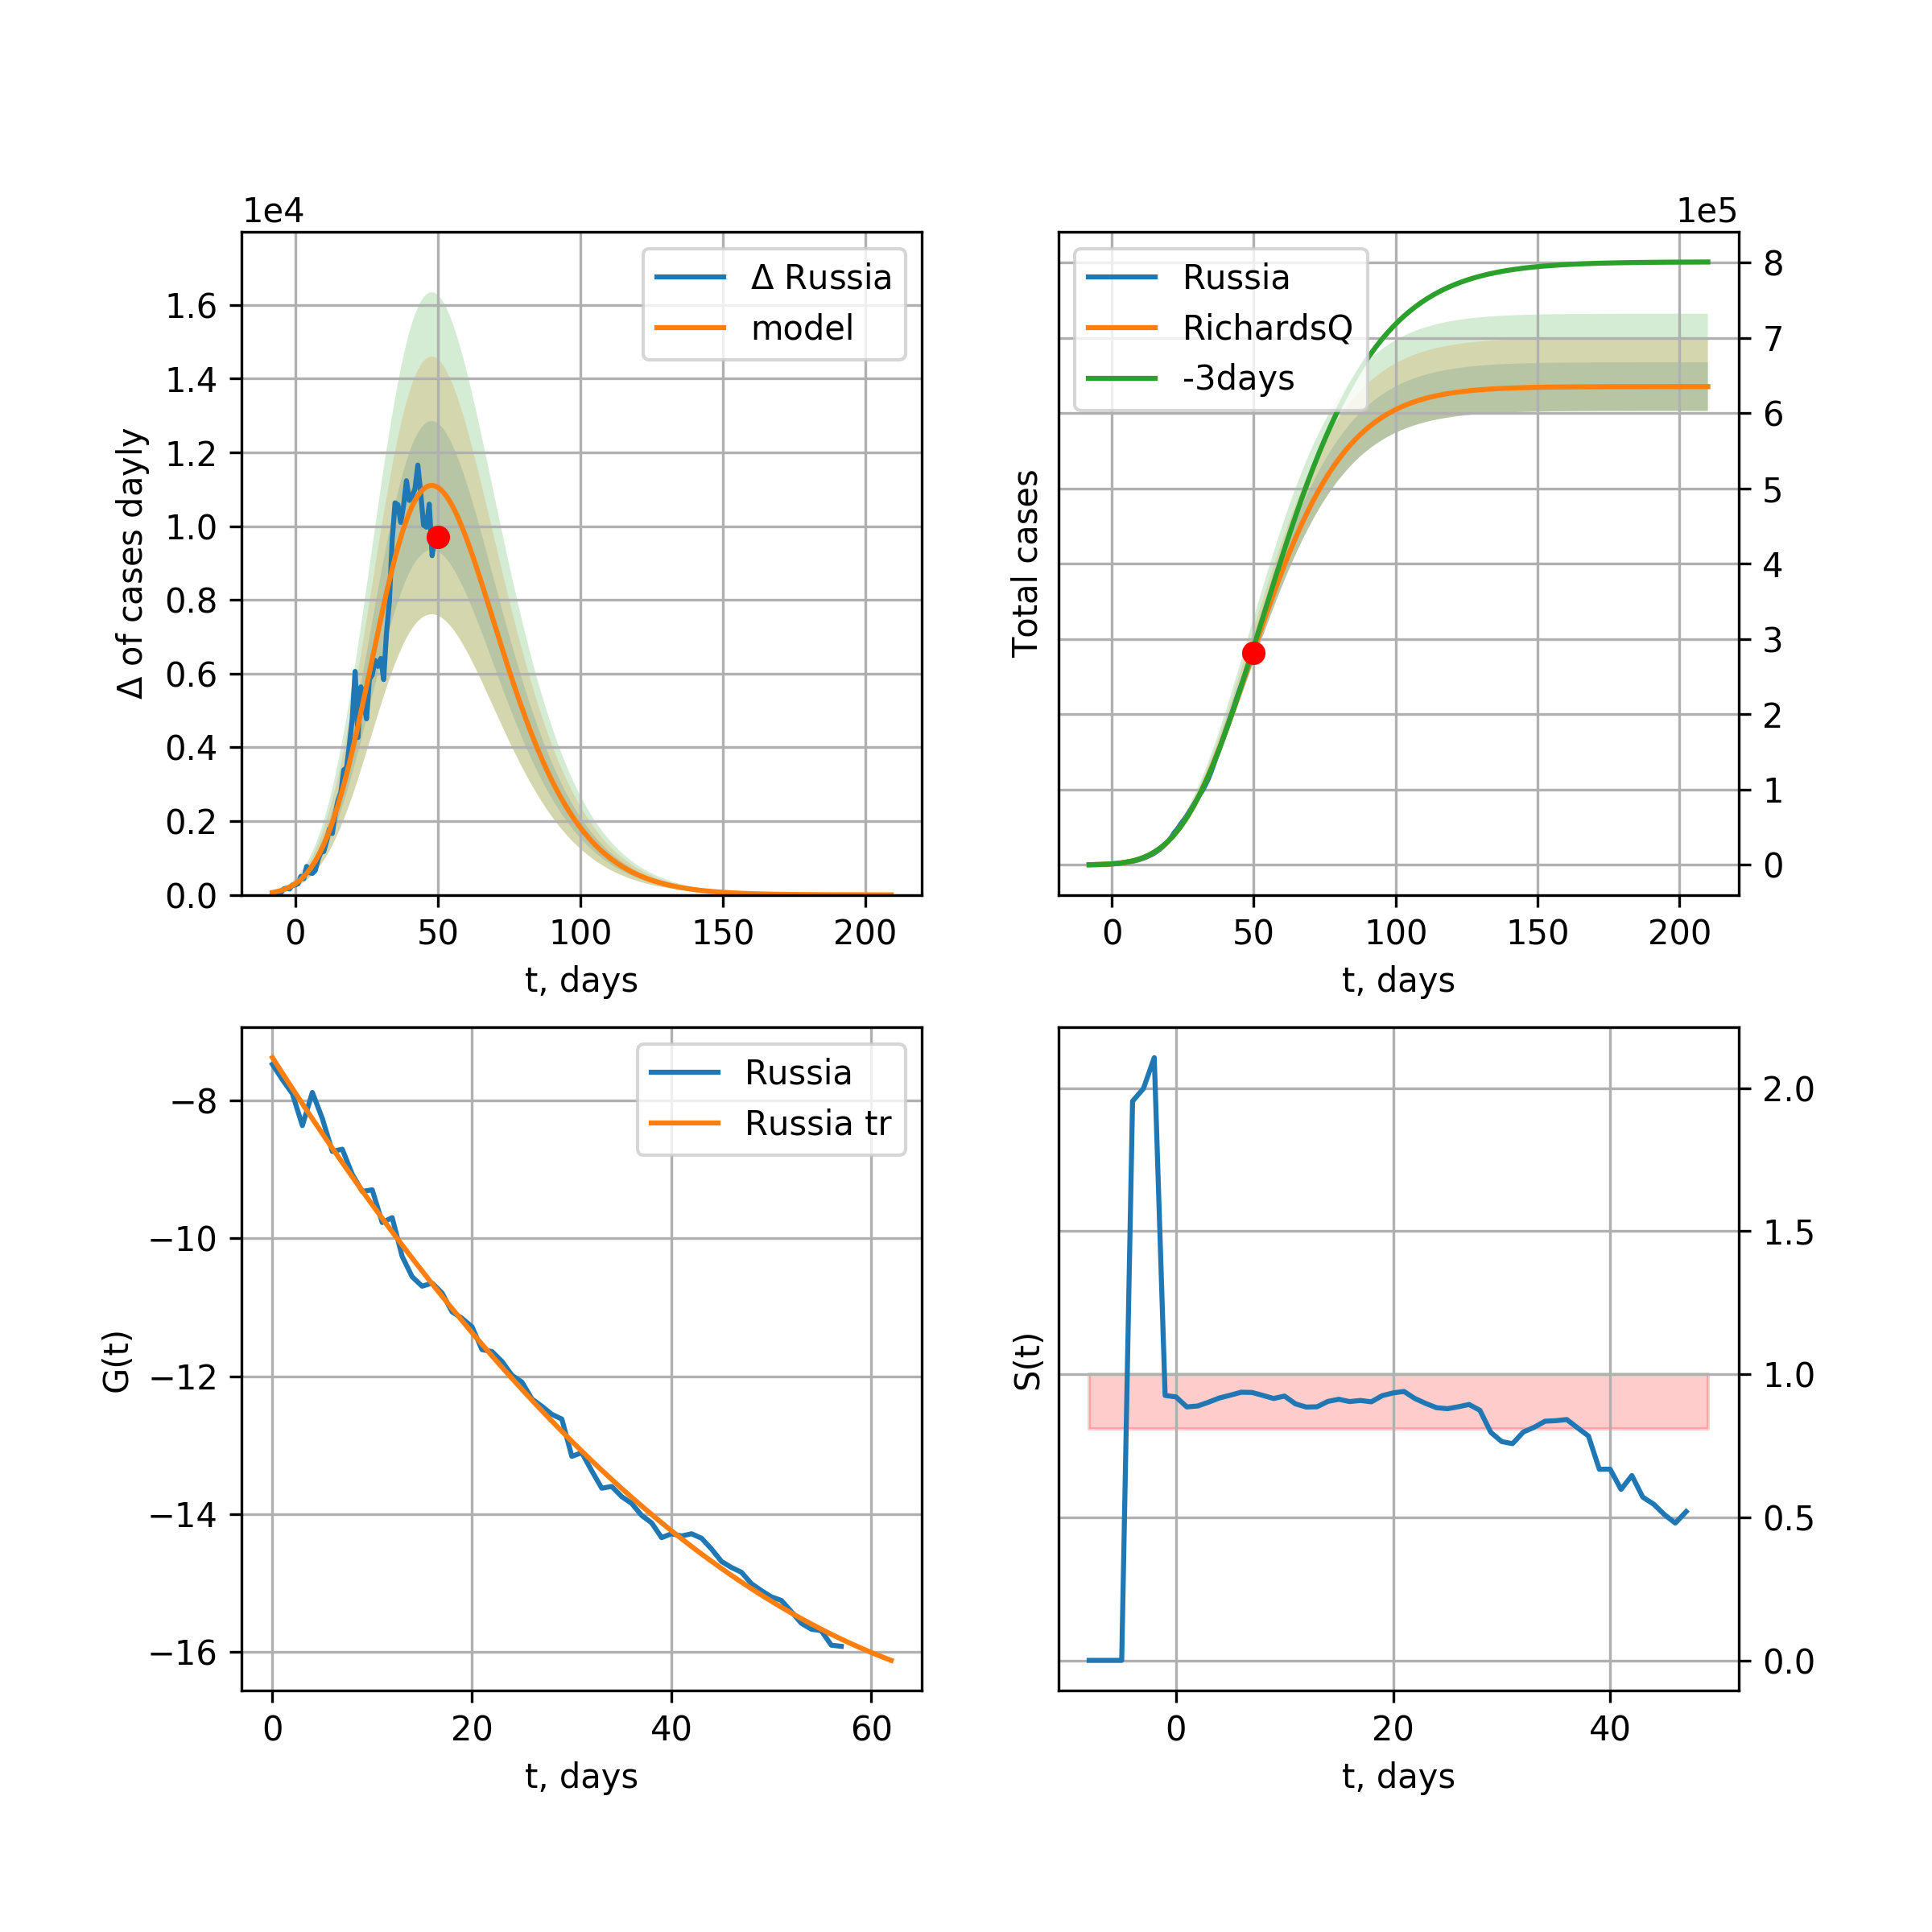 1e4
Δ Russia
model
1.6
1.4
1.2
1.0
0.8
0.6
0.4
0.2
0.0
Δ of cases dayly
0 50 100 150 200
t, days
1e5
Russia
RichardsQ
-3days
8
7
6
5
4
3
2
1
0
Total cases
0 50 100 150 200
t, days
Russia
Russia tr
−8
−10
−12
−14
−16
G(t)
0 20 40 60
t, days
2.0
1.5
1.0
0.5
0.0
S(t)
0 20 40
t, days